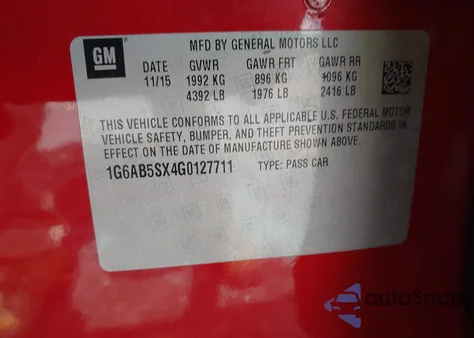 GM
MFD BY GENERAL MOTORS LLC
DATE GVWR GAWR FRT GAWR RR
11/15 1992 KG 896 KG 1096 KG
4392 LB 1976 LB 2416 LB
THIS VEHICLE CONFORMS TO ALL APPLICABLE U.S. FEDERAL MOTOR
VEHICLE SAFETY, BUMPER, AND THEFT PREVENTION STANDARDS IN
EFFECT ON THE DATE OF MANUFACTURE SHOWN ABOVE.
1G6AB5SX4G0127711 TYPE: PASS CAR
autoSnap